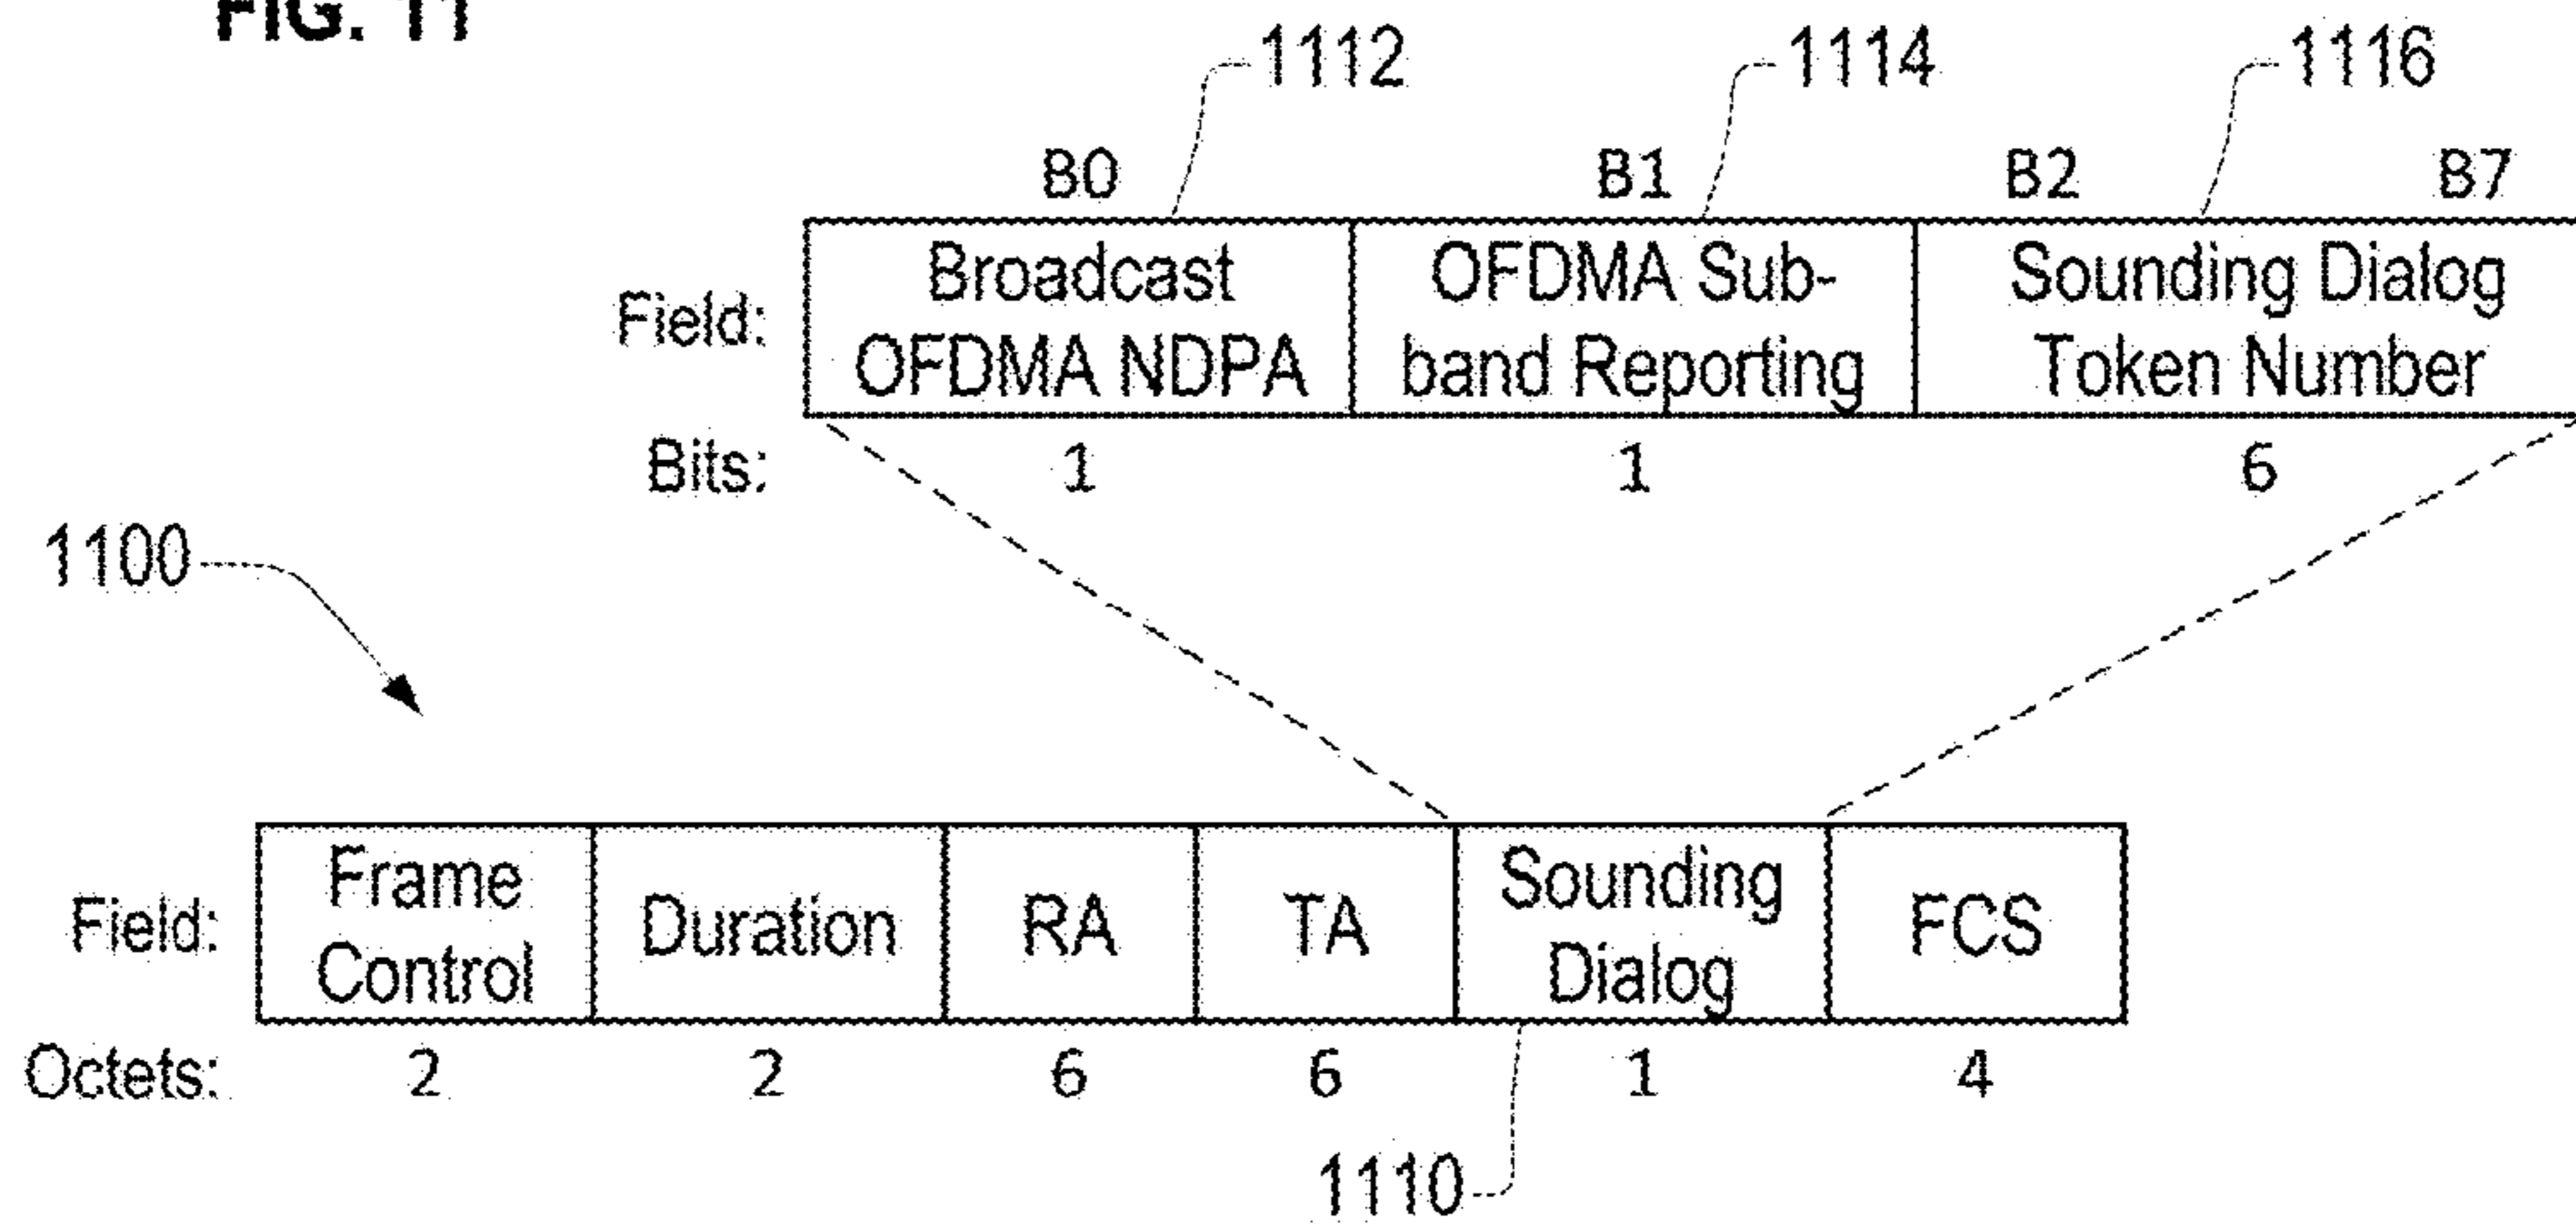 FIG. 11
1112 1114 1116
B0 B1 B2 B7
Field: Broadcast OFDMA NDPA OFDMA Sub-band Reporting Sounding Dialog Token Number
Bits: 1 1 6
1100
Field: Frame Control Duration RA TA Sounding Dialog FCS
Octets: 2 2 6 6 1 4
1110